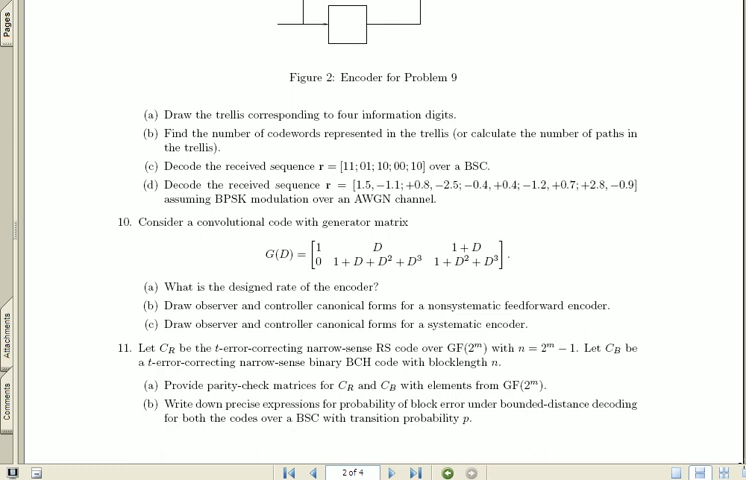 Pages
Figure 2: Encoder for Problem 9
(a) Draw the trellis corresponding to four information digits.
(b) Find the number of codewords represented in the trellis (or calculate the number of paths in
the trellis).
(c) Decode the received sequence r = [11; 01; 10; 00; 10] over a BSC.
(d) Decode the received sequence r = [1.5, −1.1; +0.8, −2.5; −0.4, +0.4; −1.2, +0.7; +2.8, −0.9]
assuming BPSK modulation over an AWGN channel.
10. Consider a convolutional code with generator matrix
G(D) = [1 D 1 + D
0 1 + D + D² + D³ 1 + D² + D³].
(a) What is the designed rate of the encoder?
(b) Draw observer and controller canonical forms for a nonsystematic feedforward encoder.
(c) Draw observer and controller canonical forms for a systematic encoder.
11. Let C_R be the t-error-correcting narrow-sense RS code over GF(2^m) with n = 2^m − 1. Let C_B be
a t-error-correcting narrow-sense binary BCH code with blocklength n.
(a) Provide parity-check matrices for C_R and C_B with elements from GF(2^m).
(b) Write down precise expressions for probability of block error under bounded-distance decoding
for both the codes over a BSC with transition probability p.
Attachments
Comments
2 of 4